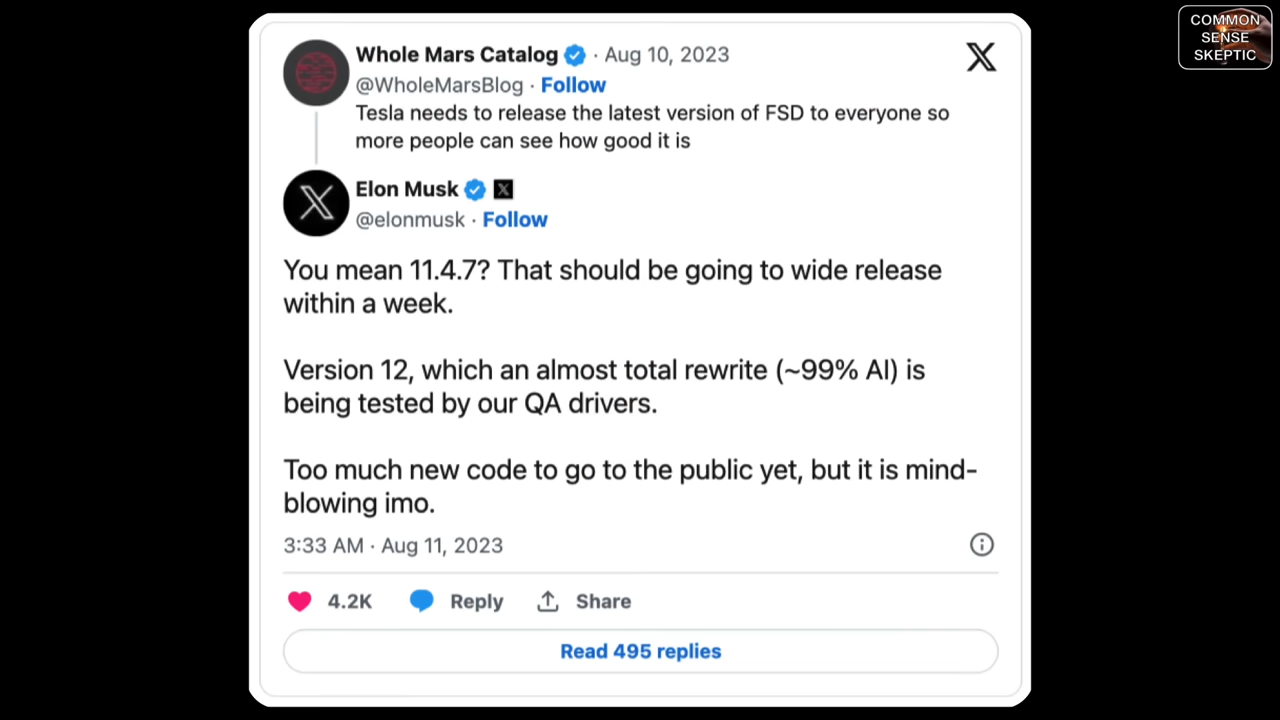 COMMON
SENSE
SKEPTIC
Whole Mars Catalog · Aug 10, 2023
@WholeMarsBlog · Follow
Tesla needs to release the latest version of FSD to everyone so
more people can see how good it is
Elon Musk
@elonmusk · Follow
You mean 11.4.7? That should be going to wide release
within a week.
Version 12, which an almost total rewrite (~99% AI) is
being tested by our QA drivers.
Too much new code to go to the public yet, but it is mind-
blowing imo.
3:33 AM · Aug 11, 2023
4.2K Reply Share
Read 495 replies